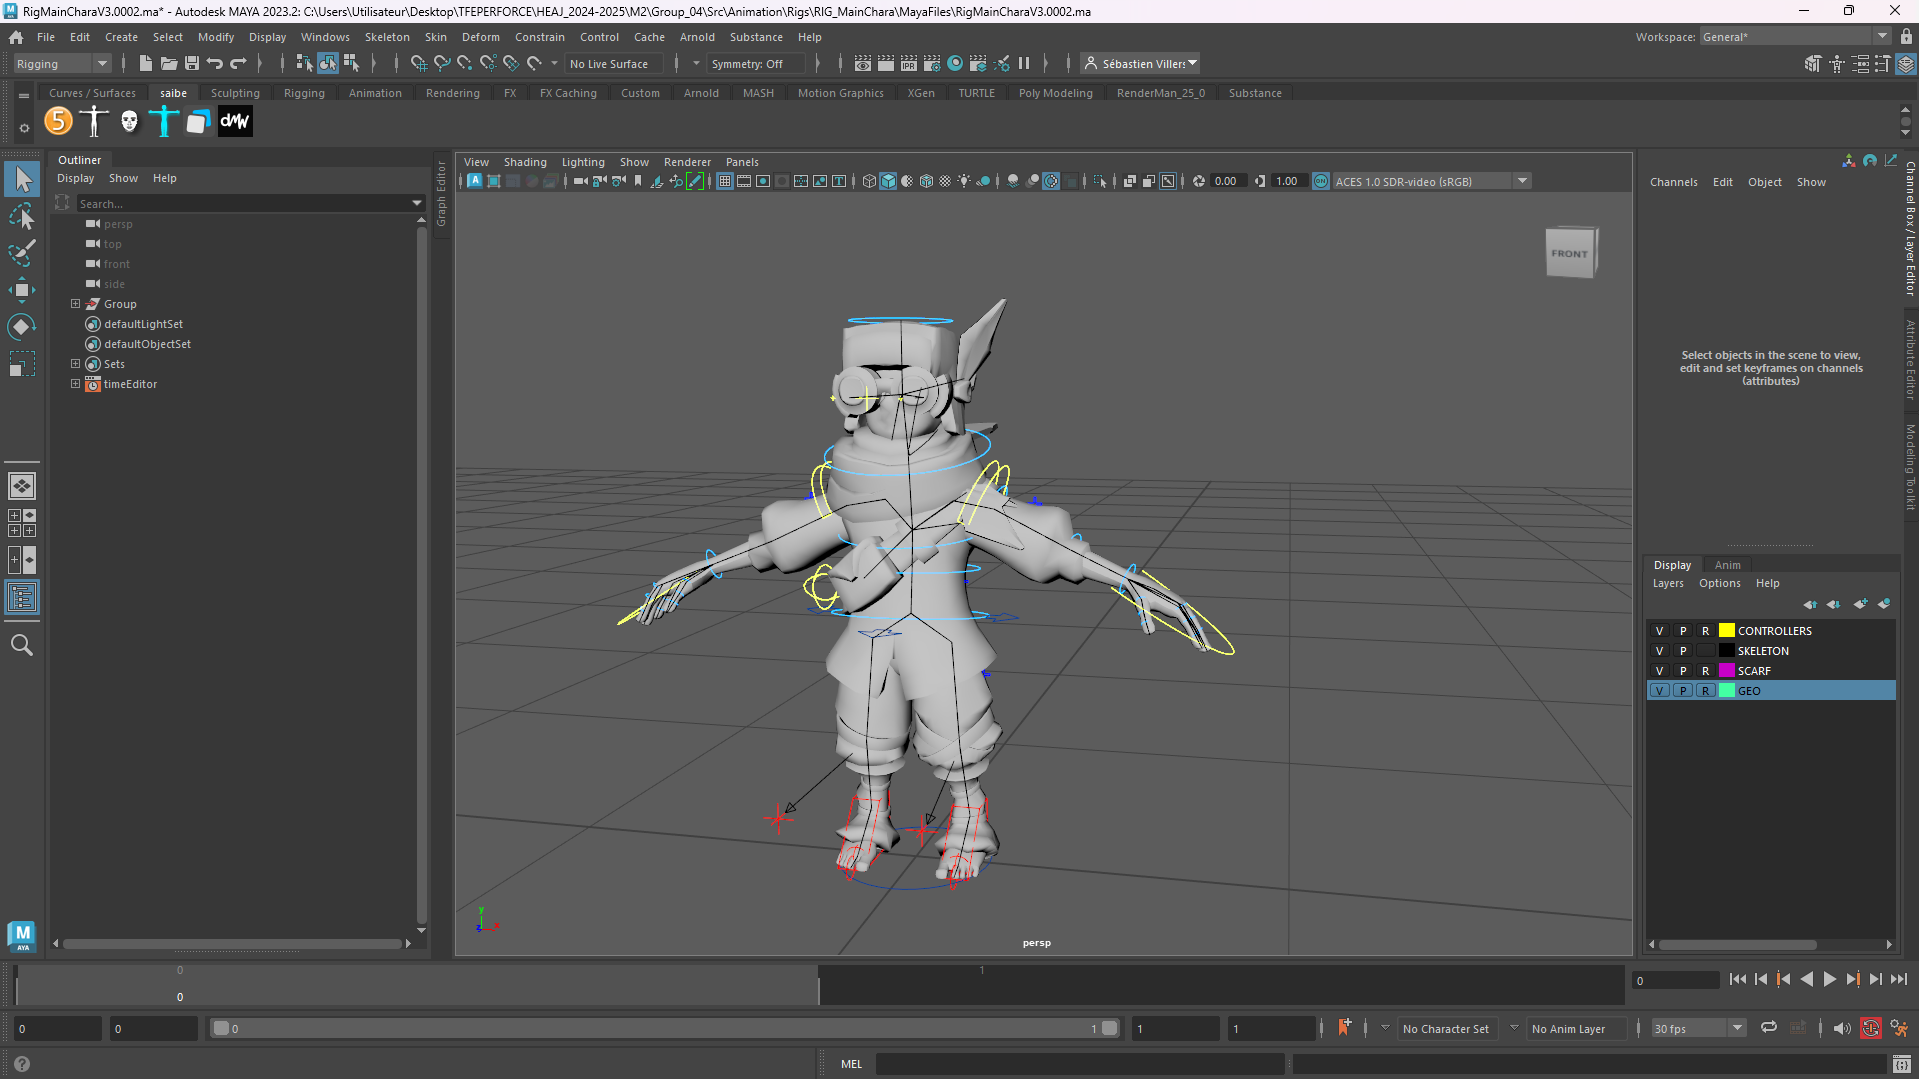 RigMainCharaV3.0002.ma* - Autodesk MAYA 2023.2: C:\Users\Utilisateur\Desktop\TFEPERFORCE\HEAJ_2024-2025\M2\Group_04\Src\Animation\Rigs\RIG_MainChara\MayaFiles\RigMainCharaV3.0002.ma
File Edit Create Select Modify Display Windows Skeleton Skin Deform Constrain Control Cache Arnold Substance Help
Workspace: General*
Rigging
No Live Surface
Symmetry: Off
IPR
Sébastien Villers
Curves / Surfaces saibe Sculpting Rigging Animation Rendering FX FX Caching Custom Arnold MASH Motion Graphics XGen TURTLE Poly Modeling RenderMan_25_0 Substance
5
dMW
Outliner
Display Show Help
Search...
persp
top
front
side
Group
defaultLightSet
defaultObjectSet
Sets
timeEditor
Graph Editor
View Shading Lighting Show Renderer Panels
0.00
1.00
ON
ACES 1.0 SDR-video (sRGB)
FRONT
y
z
x
persp
Channels Edit Object Show
Select objects in the scene to view,
edit and set keyframes on channels
(attributes)
Channel Box / Layer Editor
Attribute Editor
Modeling Toolkit
Display Anim
Layers Options Help
V P R CONTROLLERS
V P SKELETON
V P R SCARF
V P R GEO
M
AYA
0
0
1
0
0
0
0
1
1
1
No Character Set
No Anim Layer
30 fps
MEL